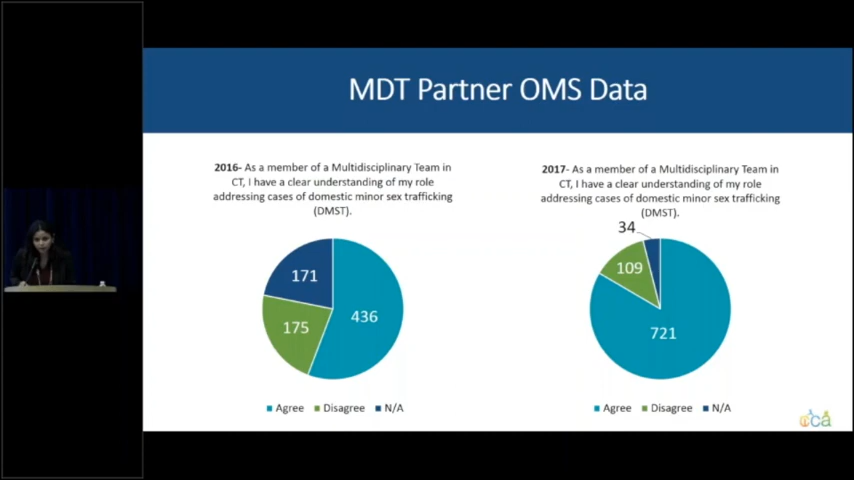 MDT Partner OMS Data
2016- As a member of a Multidisciplinary Team in
CT, I have a clear understanding of my role
addressing cases of domestic minor sex trafficking
(DMST).
171
436
175
Agree Disagree N/A
2017- As a member of a Multidisciplinary Team in
CT, I have a clear understanding of my role
addressing cases of domestic minor sex trafficking
(DMST).
34
109
721
Agree Disagree N/A
cca